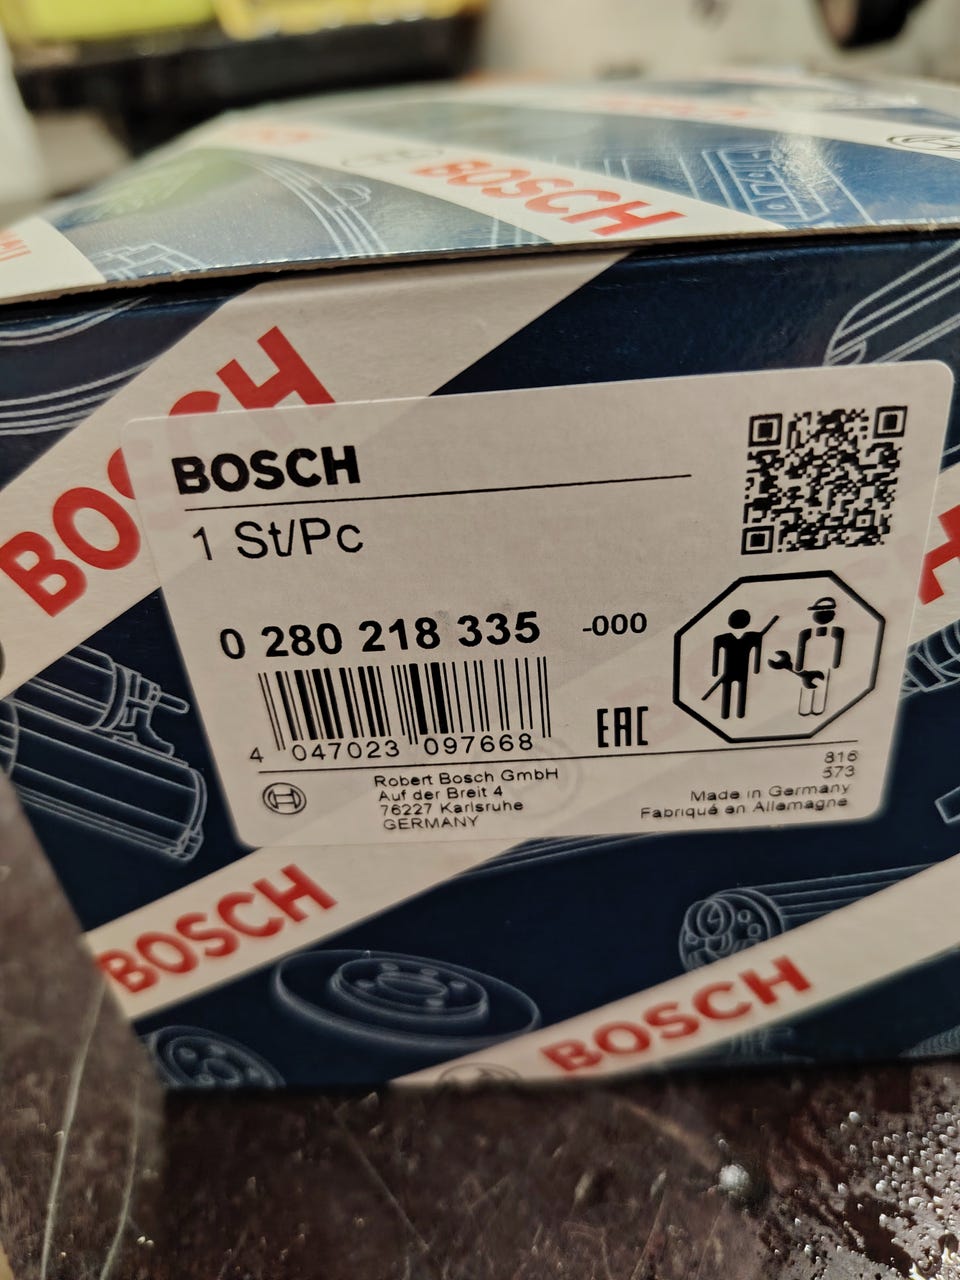 BOSCH
BOSCH
BOSCH
1 St/Pc
0 280 218 335 -000
4 047023 097668
EAC
Robert Bosch GmbH
Auf der Breit 4
76227 Karlsruhe
GERMANY
816
573
Made in Germany
Fabriqué en Allemagne
BOSCH
BOSCH